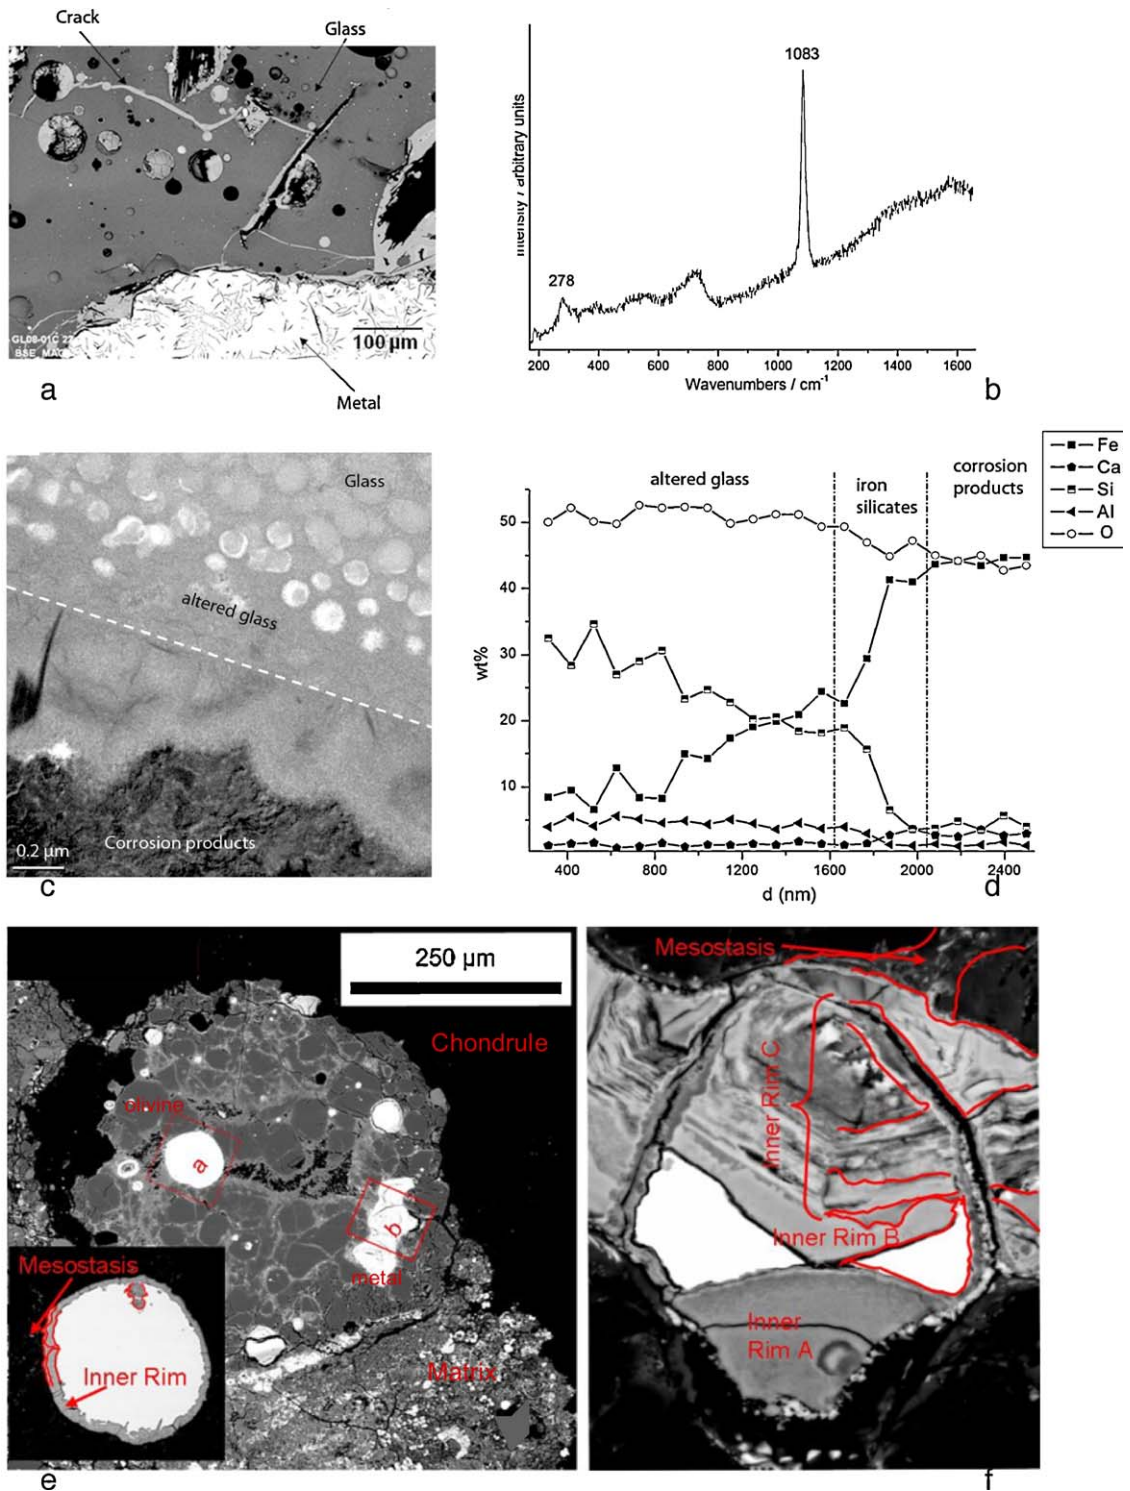 Crack
Glass
GL08-01C
100 µm
Metal
a
1083
278
Intensity / arbitrary units
200 400 600 800 1000 1200 1400 1600
Wavenumbers / cm⁻¹
b
Glass
altered glass
Corrosion products
0.2 µm
c
Fe
Ca
Si
Al
O
altered glass
iron
silicates
corrosion
products
50
40
30
20
10
wt%
400 800 1200 1600 2000 2400
d (nm)
d
250 µm
Chondrule
olivine
a
b
metal
Mesostasis
Inner Rim
Matrix
e
Mesostasis
Inner Rim C
Inner Rim B
Inner
Rim A
f